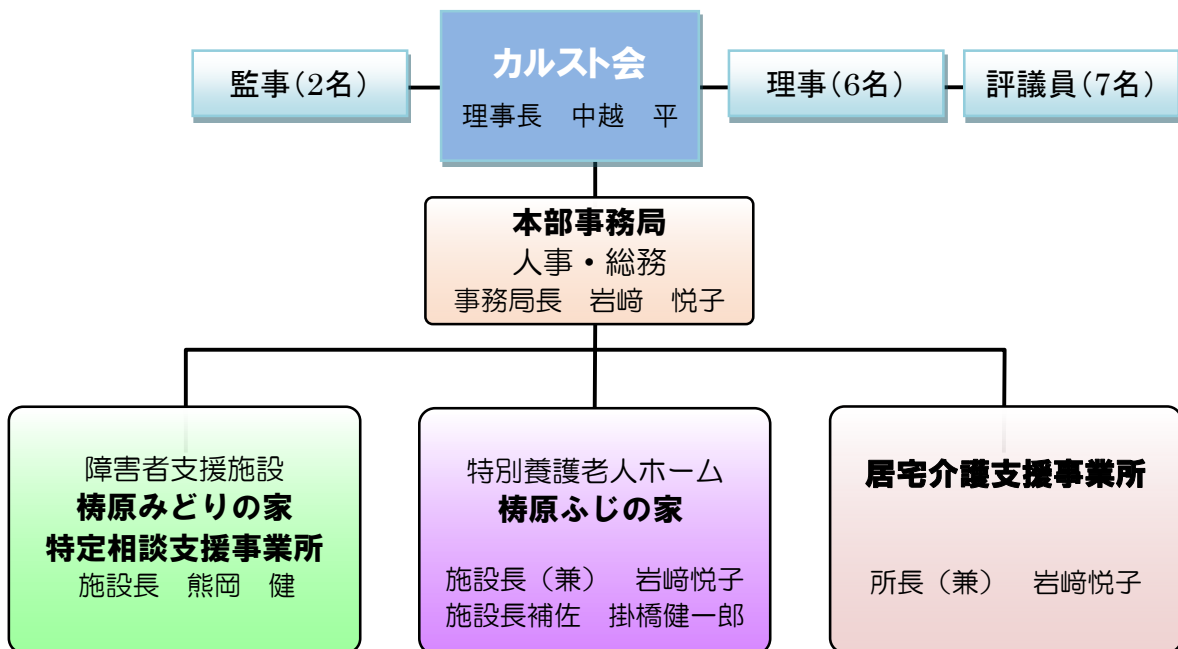 カルスト会
理事長　中越　平
監事(2名)
理事(6名)
評議員(7名)
本部事務局
人事・総務
事務局長　岩﨑　悦子
障害者支援施設
梼原みどりの家
特定相談支援事業所
施設長　熊岡　健
特別養護老人ホーム
梼原ふじの家
施設長（兼）　岩﨑悦子
施設長補佐　掛橋健一郎
居宅介護支援事業所
所長（兼）　岩﨑悦子